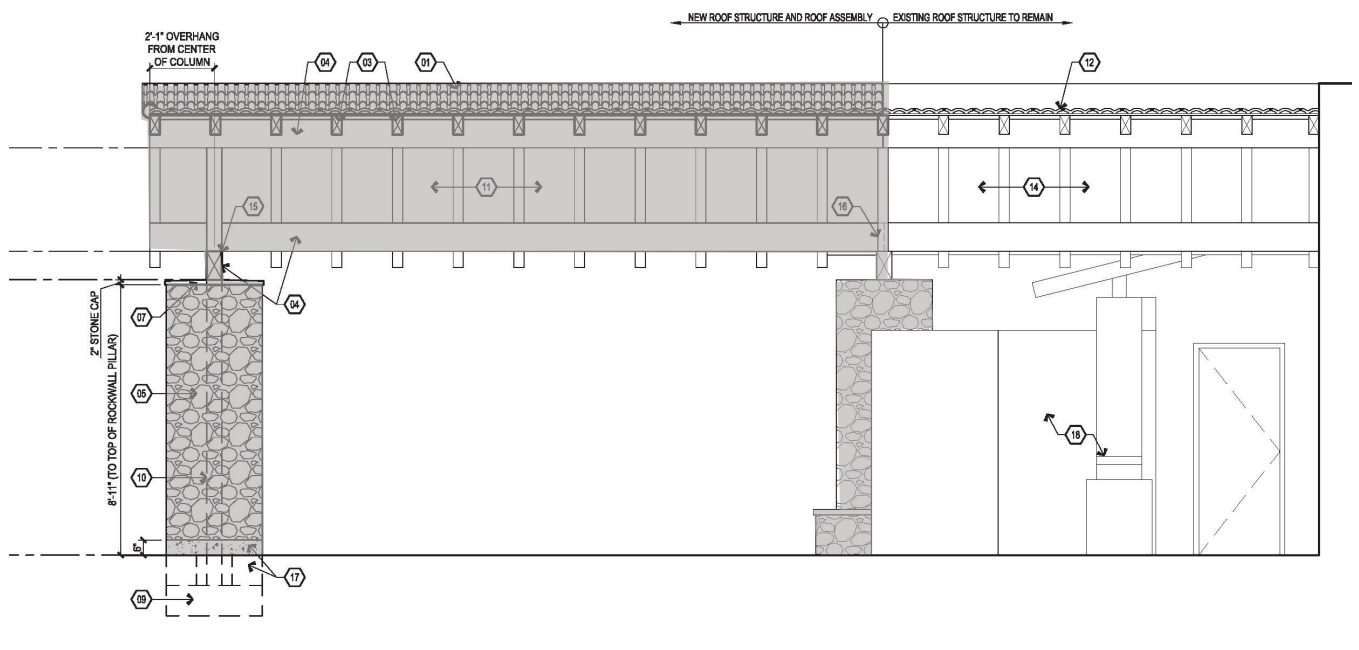 NEW ROOF STRUCTURE AND ROOF ASSEMBLY
EXISTING ROOF STRUCTURE TO REMAIN
2'-1" OVERHANG
FROM CENTER
OF COLUMN
04
03
01
12
11
14
15
16
04
07
2" STONE CAP
8'-11" (TO TOP OF ROCKWALL PILLAR)
05
10
18
6"
17
09